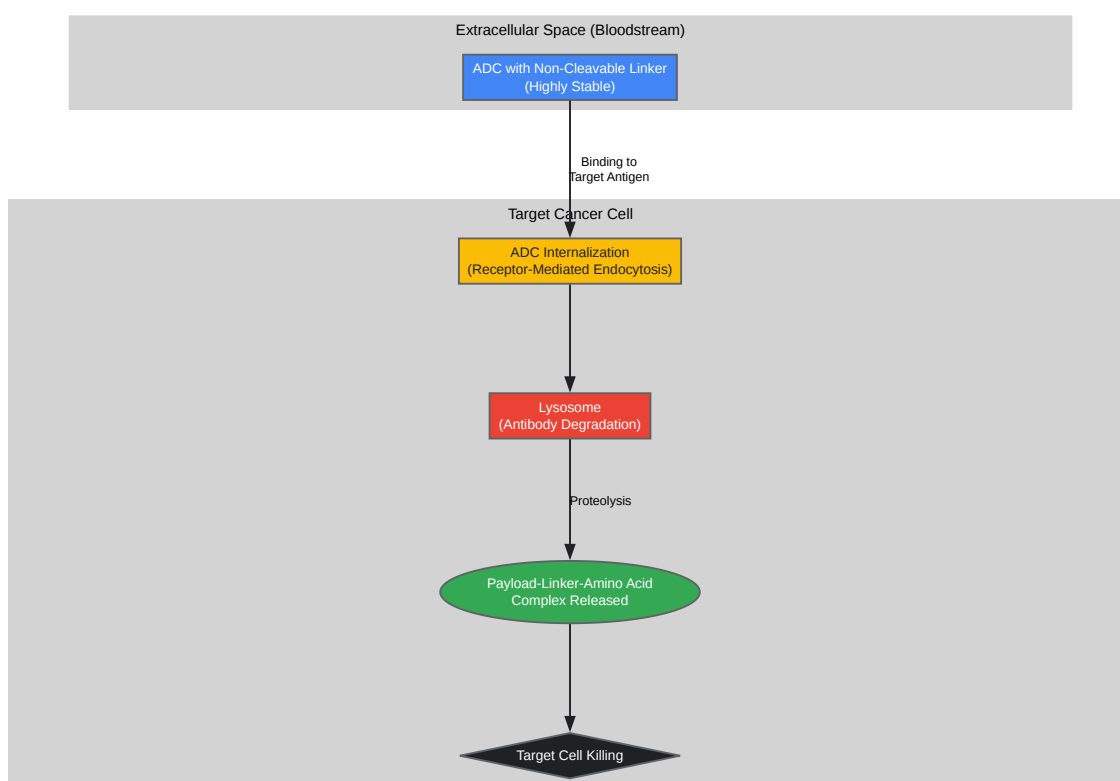 Extracellular Space (Bloodstream)
ADC with Non-Cleavable Linker
(Highly Stable)
Binding to
Target Antigen
Target Cancer Cell
ADC Internalization
(Receptor-Mediated Endocytosis)
Lysosome
(Antibody Degradation)
Proteolysis
Payload-Linker-Amino Acid
Complex Released
Target Cell Killing